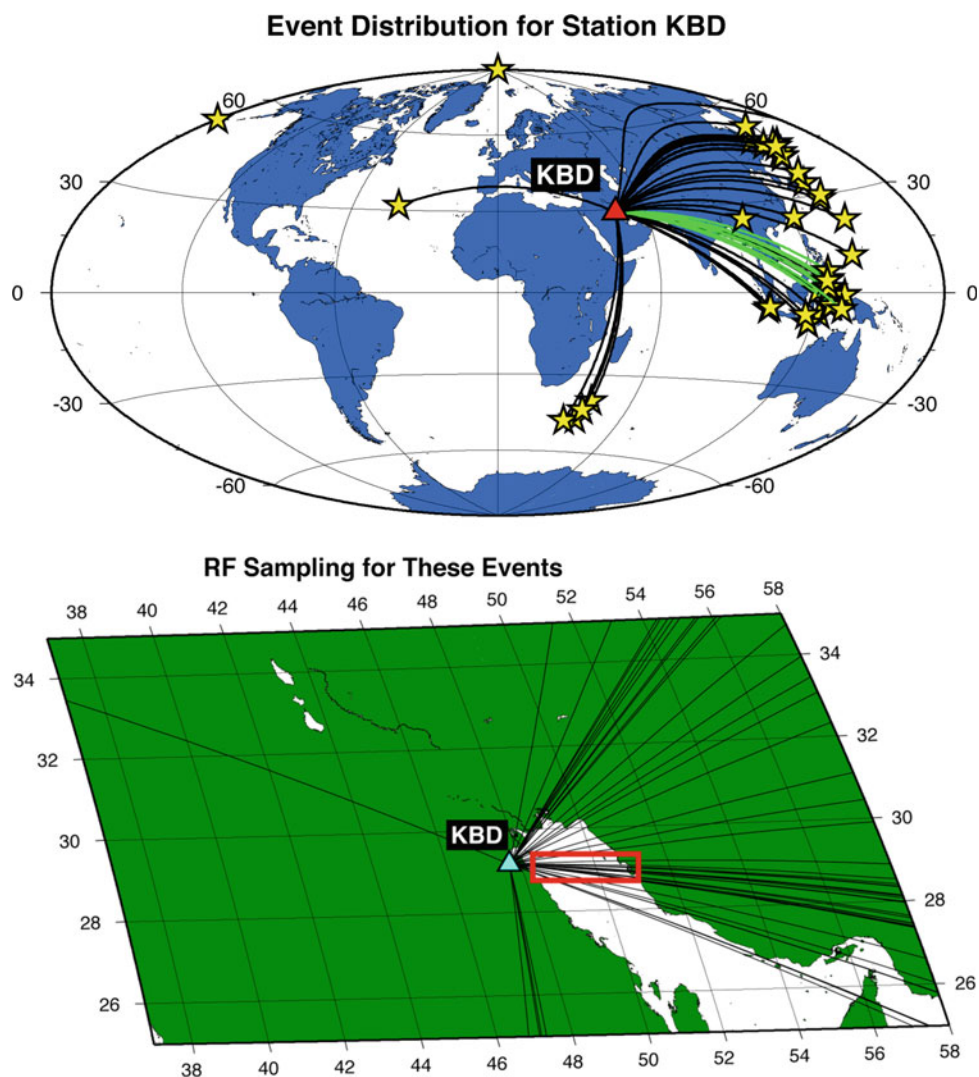 Event Distribution for Station KBD
60 60
30 KBD 30
0 0
-30 -30
-60 -60
RF Sampling for These Events
38 40 42 44 46 48 50 52 54 56 58
34 34
32 32
30 KBD 30
28 28
26 26
38 40 42 44 46 48 50 52 54 56 58